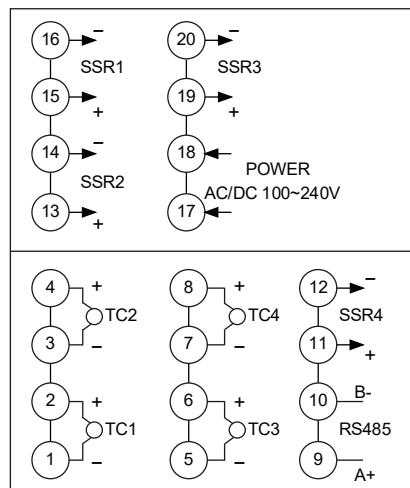 16 − 20 −
SSR1 SSR3
15 + 19 +
14 − 18
SSR2 POWER
AC/DC 100~240V
13 + 17
4 + 8 + 12 −
TC2 TC4 SSR4
3 − 7 − 11 +
2 + 6 + 10 B-
TC1 TC3 RS485
1 − 5 − 9
A+